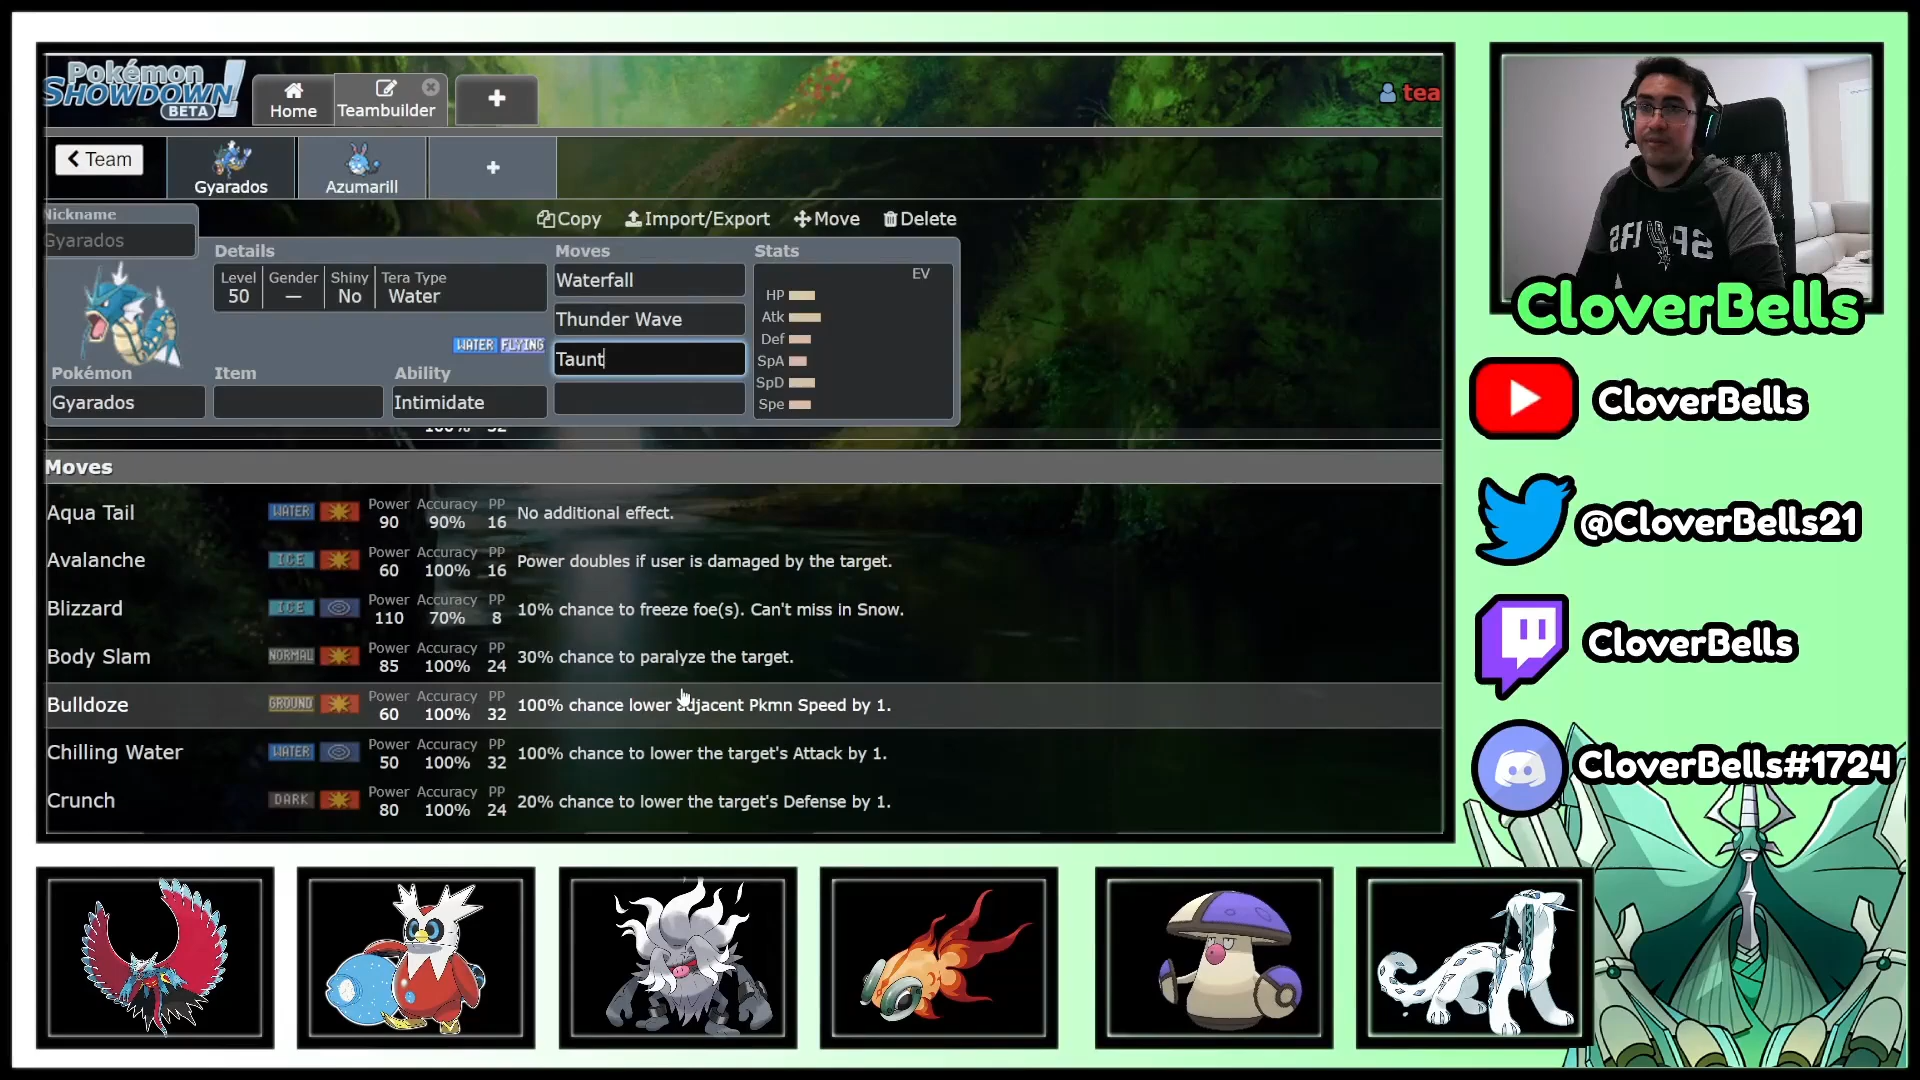 Pokémon
SHOWDOWN!
BETA
Home
Teambuilder
tea
Team
Gyarados
Azumarill
Nickname
Gyarados
Copy
Import/Export
Move
Delete
Details
Moves
Stats
Level
50
Gender
—
Shiny
No
Tera Type
Water
Waterfall
Thunder Wave
Taunt
EV
HP
Atk
Def
SpA
SpD
Spe
WATER FLYING
Pokémon
Item
Ability
Gyarados
Intimidate
Moves
Aqua Tail WATER Power 90 Accuracy 90% PP 16 No additional effect.
Avalanche ICE Power 60 Accuracy 100% PP 16 Power doubles if user is damaged by the target.
Blizzard ICE Power 110 Accuracy 70% PP 8 10% chance to freeze foe(s). Can't miss in Snow.
Body Slam NORMAL Power 85 Accuracy 100% PP 24 30% chance to paralyze the target.
Bulldoze GROUND Power 60 Accuracy 100% PP 32 100% chance lower adjacent Pkmn Speed by 1.
Chilling Water WATER Power 50 Accuracy 100% PP 32 100% chance to lower the target's Attack by 1.
Crunch DARK Power 80 Accuracy 100% PP 24 20% chance to lower the target's Defense by 1.
CloverBells
CloverBells
@CloverBells21
CloverBells
CloverBells#1724